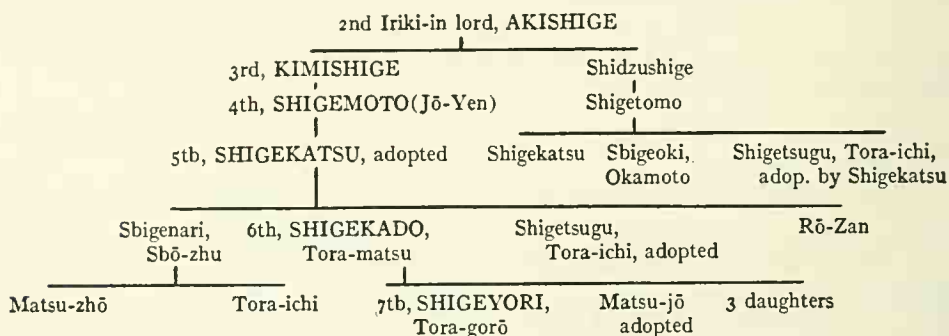 2nd Iriki-in lord, AKISHIGE
3rd, KIMISHIGE Shidzushige
4th, SHIGEMOTO (Jō-Yen) Shigetomo
5tb, SHIGEKATSU, adopted Shigekatsu Sbigeoki, Shigetsugu, Tora-ichi,
Okamoto adop. by Shigekatsu
Sbigenari, 6th, SHIGEKADO, Shigetsugu, Rō-Zan
Sbō-zhu Tora-matsu Tora-ichi, adopted
Matsu-zhō Tora-ichi 7tb, SHIGEYORI, Matsu-jō 3 daughters
Tora-gorō adopted